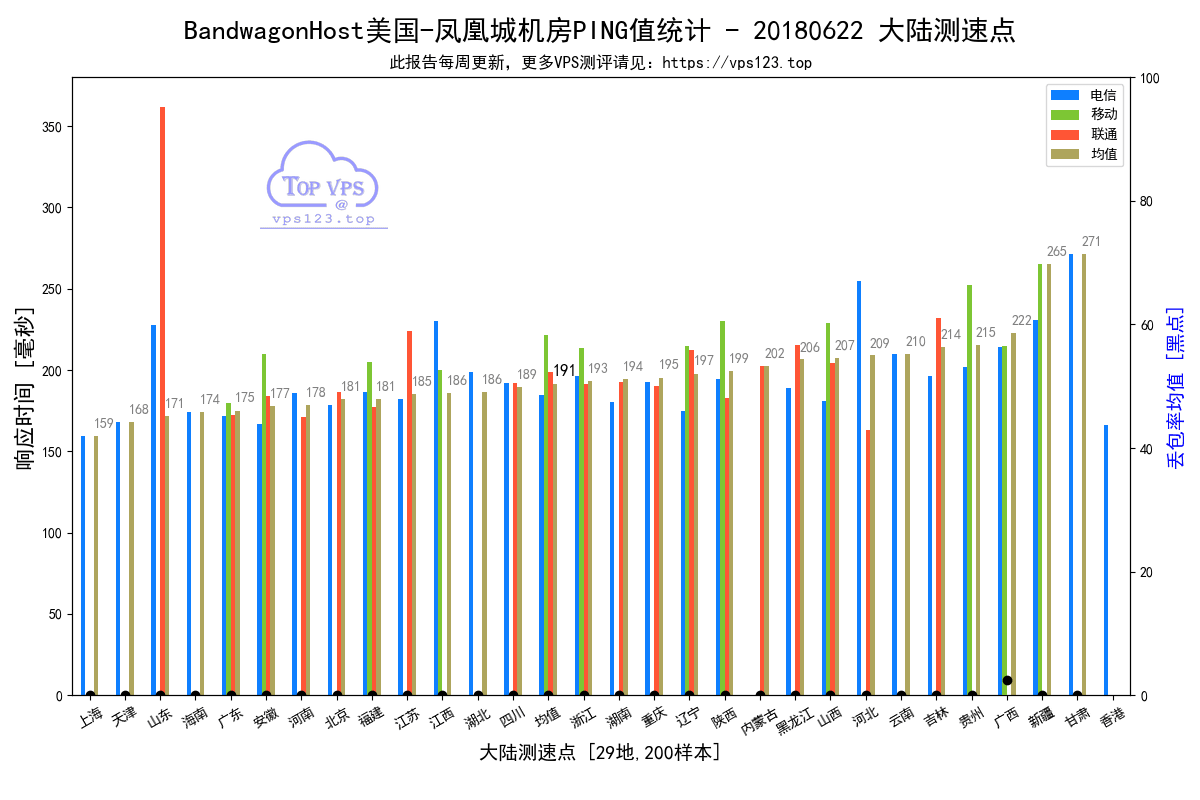 BandwagonHost美国-凤凰城机房PING值统计 - 20180622 大陆测速点
此报告每周更新，更多VPS测评请见：https://vps123.top
电信
移动
联通
均值
TOP VPS
@
vps123.top
响应时间 [毫秒]
350
300
250
200
150
100
50
0
159 168 171 174 175 177 178 181 181 185 186 186 189 191 193 194 195 197 199 202 206 207 209 210 214 215 222 265 271
100
80
60
40
20
0
丢包率均值 [黑点]
上海 天津 山东 海南 广东 安徽 河南 北京 福建 江苏 江西 湖北 四川 均值 浙江 湖南 重庆 辽宁 陕西 内蒙古 黑龙江 山西 河北 云南 吉林 贵州 广西 新疆 甘肃 香港
大陆测速点 [29地,200样本]